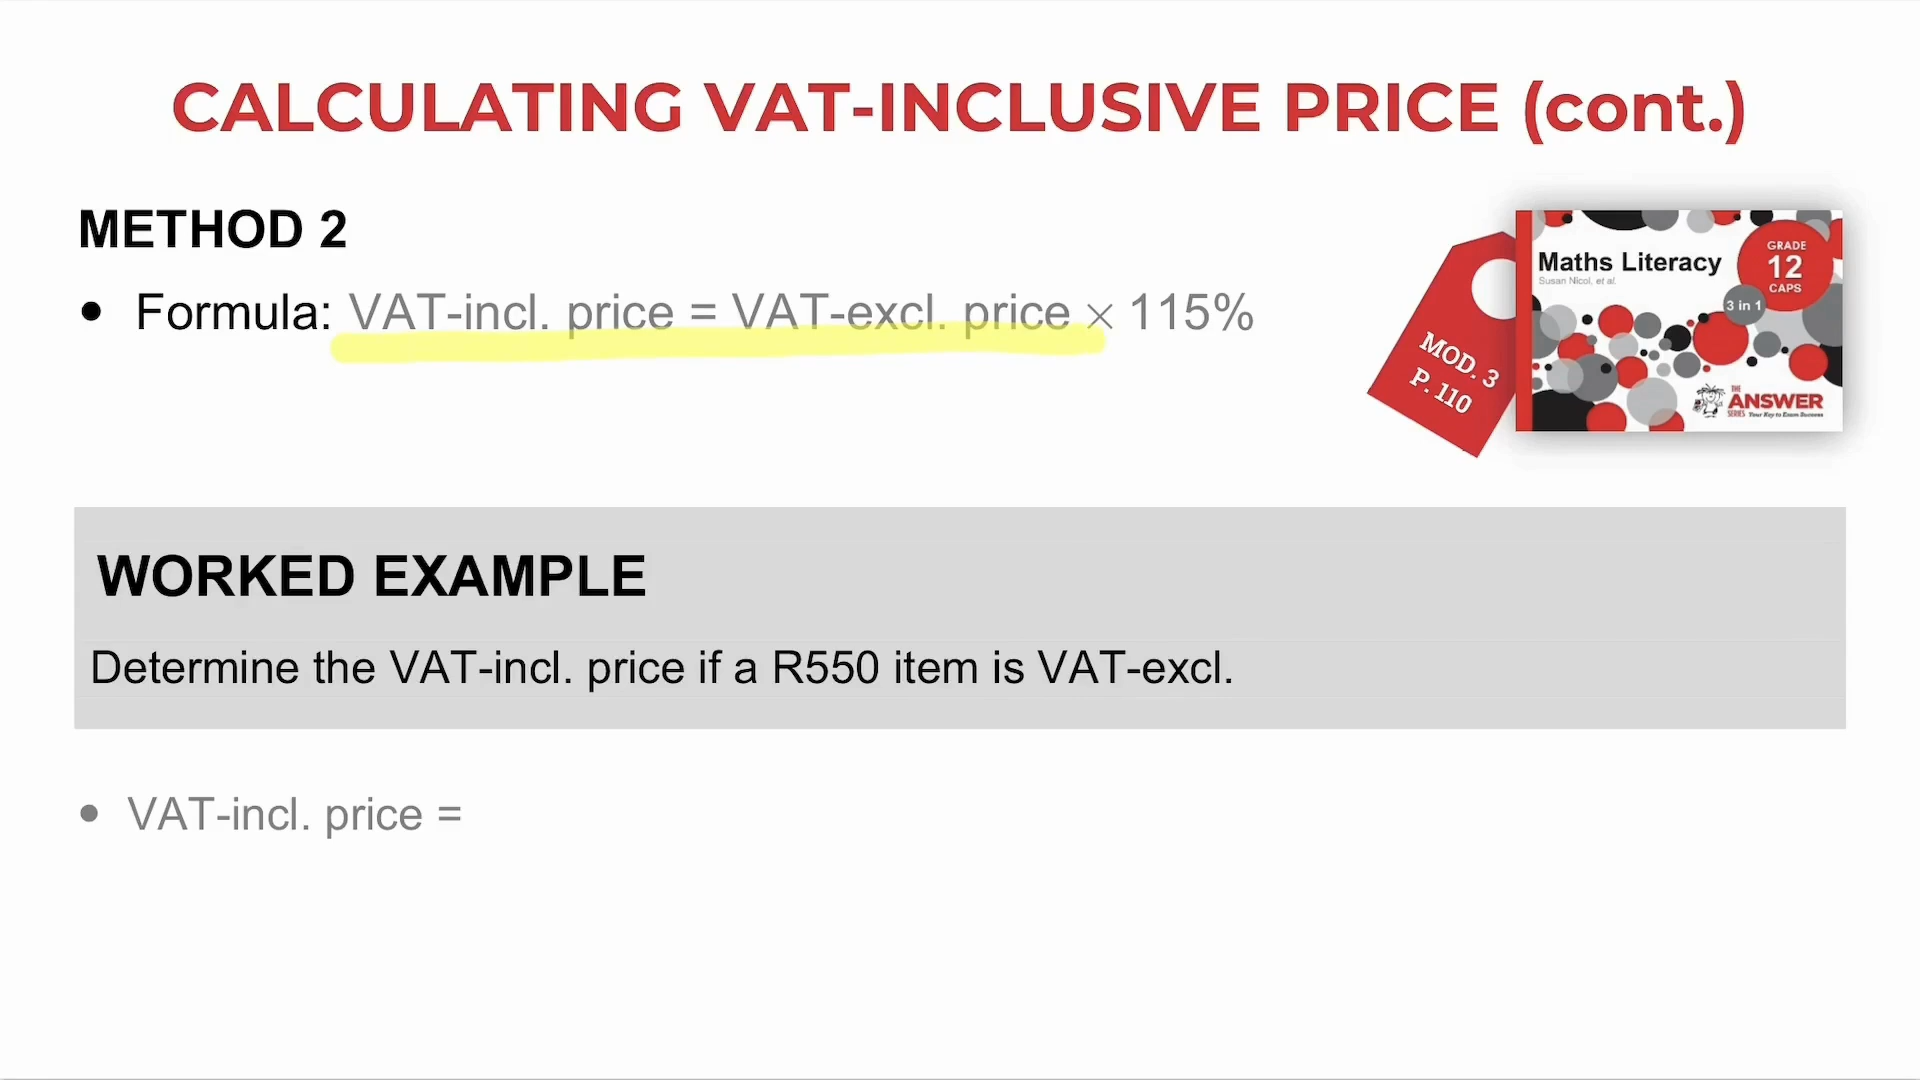 CALCULATING VAT-INCLUSIVE PRICE (cont.)
METHOD 2
• Formula: VAT-incl. price = VAT-excl. price × 115%
MOD. 3
P. 110
Maths Literacy
Susan Nicol, et al.
GRADE
12
CAPS
3 in 1
THE
ANSWER
SERIES Your Key to Exam Success
WORKED EXAMPLE
Determine the VAT-incl. price if a R550 item is VAT-excl.
• VAT-incl. price =